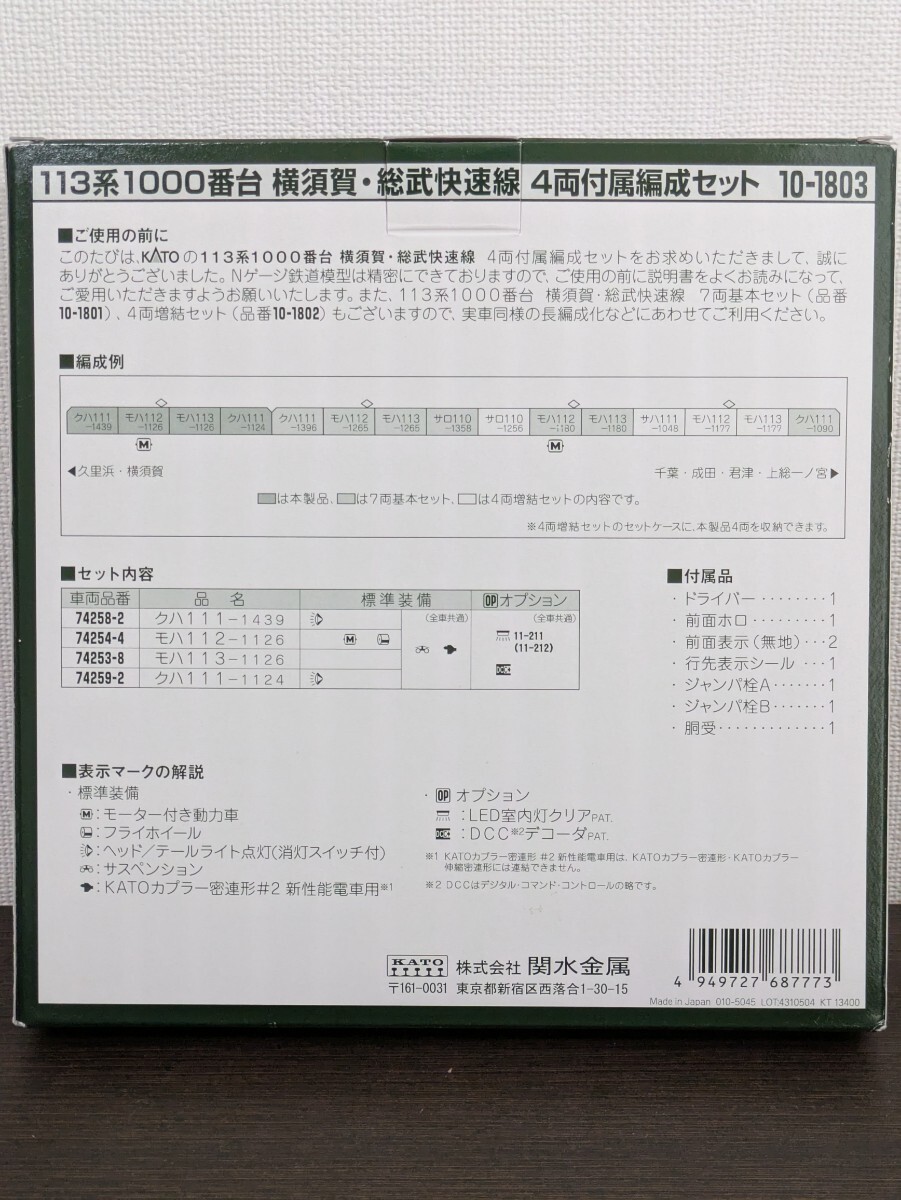 113系1000番台 横須賀・総武快速線 4両付属編成セット 10-1803
■ご使用の前に
このたびは、KATOの113系1000番台 横須賀・総武快速線 4両付属編成セットをお求めいただきまして、誠に
ありがとうございました。Nゲージ鉄道模型は精密にできておりますので、ご使用の前に説明書をよくお読みになって、
ご愛用いただきますようお願いいたします。また、113系1000番台 横須賀・総武快速線 7両基本セット(品番
10-1801)、4両増結セット(品番10-1802)もございますので、実車同様の長編成化などにあわせてご利用ください。
■編成例
クハ111 モハ112 モハ113 クハ111 クハ111 モハ112 モハ113 サロ110 サロ110 モハ112 モハ113 サハ111 モハ112 モハ113 クハ111
-1439 -1126 -1126 -1124 -1396 -1265 -1265 -1358 -1256 -1180 -1180 -1048 -1177 -1177 -1090
M M
◀久里浜・横須賀 千葉・成田・君津・上総一ノ宮▶
は本製品、は7両基本セット、は4両増結セットの内容です。
※4両増結セットのセットケースに、本製品4両を収納できます。
■セット内容
車両品番 品 名 標準装備 OPオプション
74258-2 クハ111-1439 (全車共通) (全車共通)
74254-4 モハ112-1126 M 11-211
(11-212)
74253-8 モハ113-1126
74259-2 クハ111-1124
■付属品
・ドライバー・・・・・・・・1
・前面ホロ・・・・・・・・・1
・前面表示(無地)・・・2
・行先表示シール・・・1
・ジャンパ栓A・・・・・・・1
・ジャンパ栓B・・・・・・・1
・胴受・・・・・・・・・・・・・1
■表示マークの解説
・標準装備
M:モーター付き動力車
:フライホイール
:ヘッド/テールライト点灯(消灯スイッチ付)
:サスペンション
:KATOカプラー密連形#2 新性能電車用※1
・OPオプション
:LED室内灯クリアPAT.
:DCC※2デコーダPAT.
※1 KATOカプラー密連形 #2 新性能電車用は、KATOカプラー密連形・KATOカプラー
伸縮密連形には連結できません。
※2 DCCはデジタル・コマンド・コントロールの略です。
KATO 株式会社 関水金属
〒161-0031 東京都新宿区西落合1-30-15
4 949727 687773
Made in Japan 010-5045 LOT:4310504 KT 13400